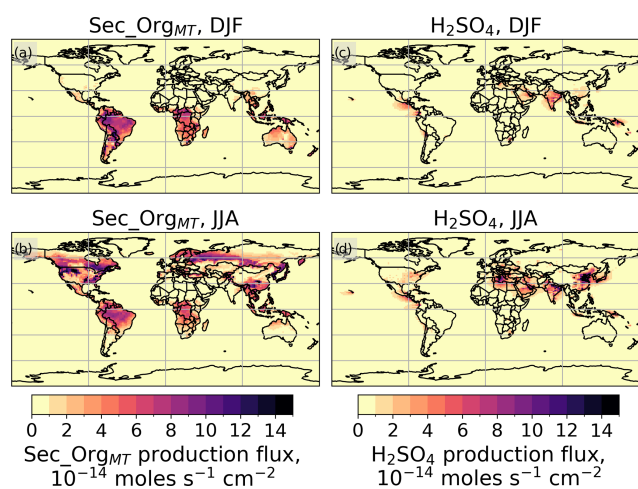 Sec_Org_MT, DJF
H₂SO₄, DJF
(a)
(c)
Sec_Org_MT, JJA
H₂SO₄, JJA
(b)
(d)
0 2 4 6 8 10 12 14
0 2 4 6 8 10 12 14
Sec_Org_MT production flux,
10⁻¹⁴ moles s⁻¹ cm⁻²
H₂SO₄ production flux,
10⁻¹⁴ moles s⁻¹ cm⁻²